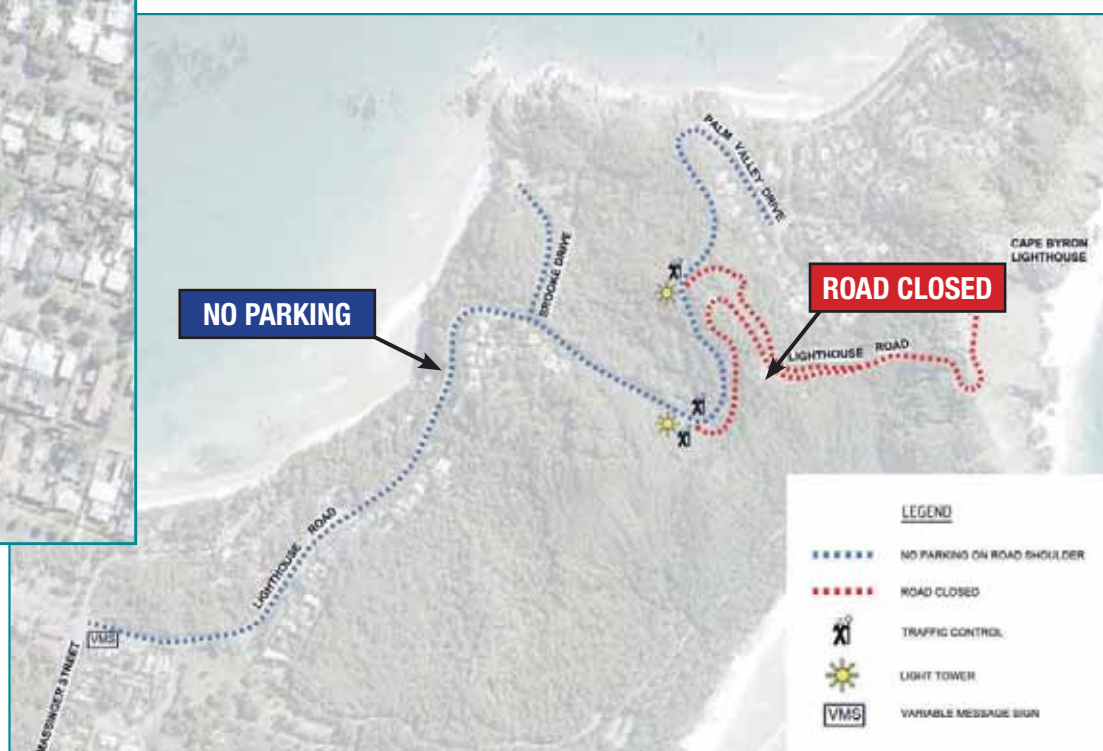 PALM VALLEY DRIVE
CAPE BYRON
LIGHTHOUSE
BROOKE DRIVE
NO PARKING
ROAD CLOSED
LIGHTHOUSE ROAD
LIGHTHOUSE ROAD
VMS
MASSINGER STREET
LEGEND
NO PARKING ON ROAD SHOULDER
ROAD CLOSED
TRAFFIC CONTROL
LIGHT TOWER
VMS VARIABLE MESSAGE SIGN